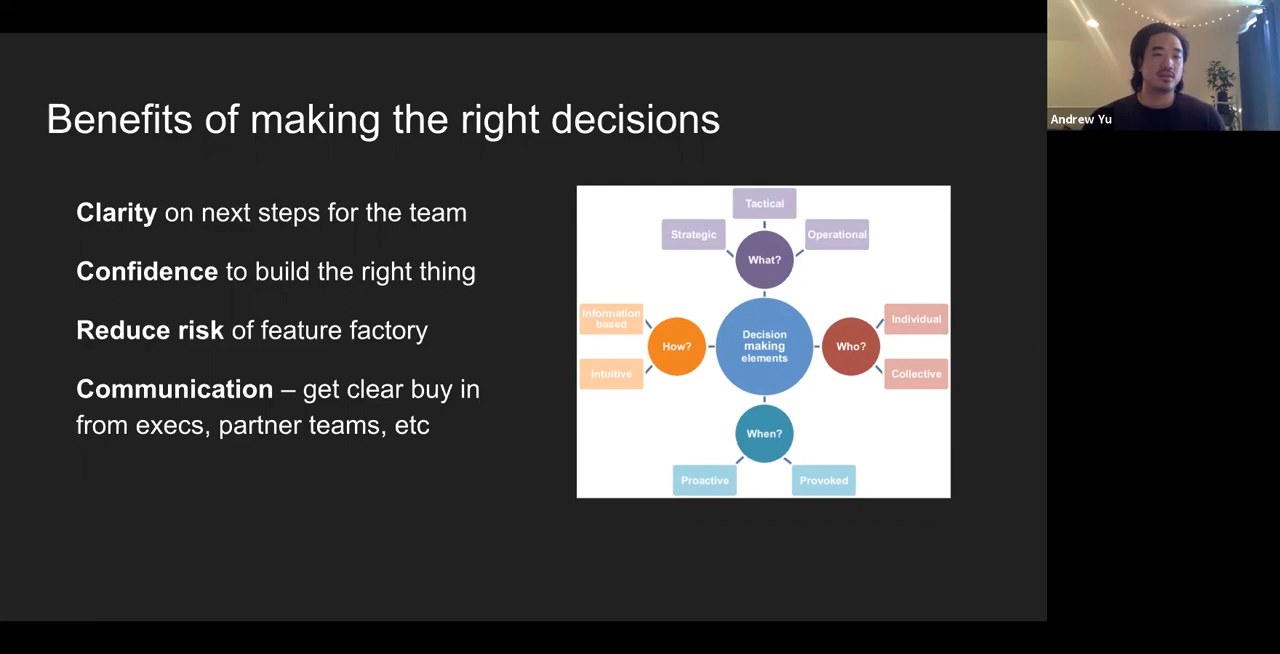 Benefits of making the right decisions
Clarity on next steps for the team
Confidence to build the right thing
Reduce risk of feature factory
Communication – get clear buy in
from execs, partner teams, etc
Tactical
Strategic
Operational
What?
Information
based
Individual
How?
Decision
making
elements
Who?
Intuitive
Collective
When?
Proactive
Provoked
Andrew Yu